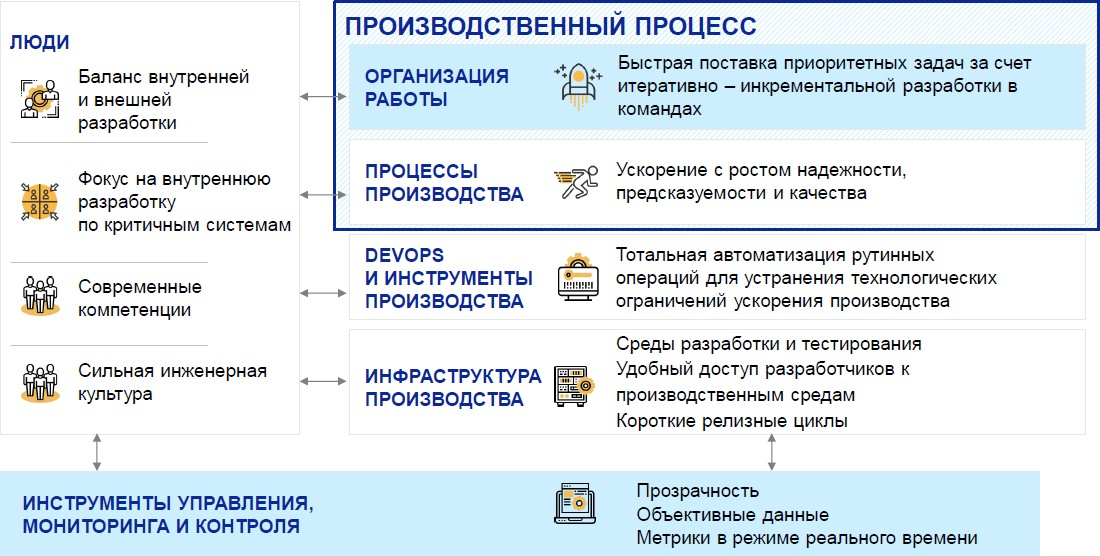 ЛЮДИ
Баланс внутренней
и внешней
разработки
Фокус на внутреннюю
разработку
по критичным системам
Современные
компетенции
Сильная инженерная
культура
ПРОИЗВОДСТВЕННЫЙ ПРОЦЕСС
ОРГАНИЗАЦИЯ
РАБОТЫ
Быстрая поставка приоритетных задач за счет
итеративно – инкрементальной разработки в
командах
ПРОЦЕССЫ
ПРОИЗВОДСТВА
Ускорение с ростом надежности,
предсказуемости и качества
DEVOPS
И ИНСТРУМЕНТЫ
ПРОИЗВОДСТВА
Тотальная автоматизация рутинных
операций для устранения технологических
ограничений ускорения производства
ИНФРАСТРУКТУРА
ПРОИЗВОДСТВА
Среды разработки и тестирования
Удобный доступ разработчиков к
производственным средам
Короткие релизные циклы
ИНСТРУМЕНТЫ УПРАВЛЕНИЯ,
МОНИТОРИНГА И КОНТРОЛЯ
Прозрачность
Объективные данные
Метрики в режиме реального времени